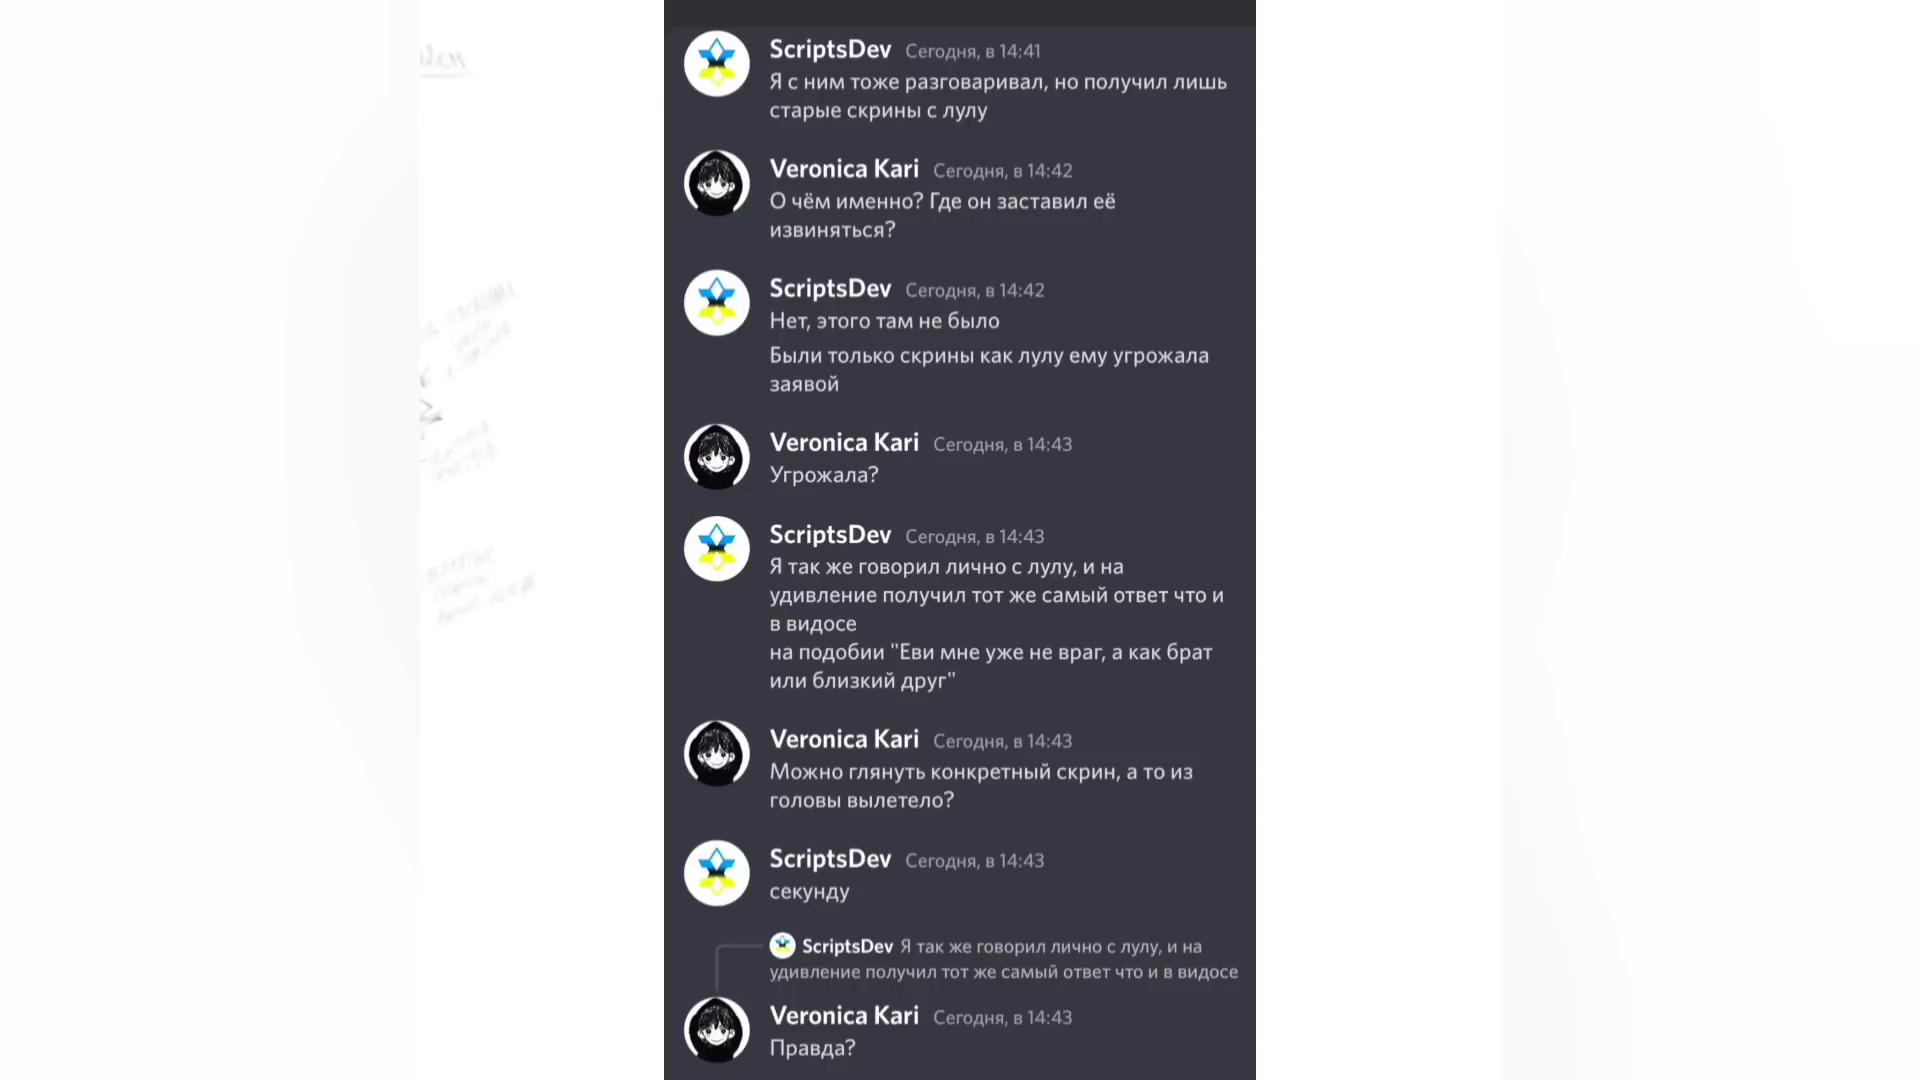 ScriptsDev Сегодня, в 14:41
Я с ним тоже разговаривал, но получил лишь
старые скрины с лулу
Veronica Kari Сегодня, в 14:42
О чём именно? Где он заставил её
извиняться?
ScriptsDev Сегодня, в 14:42
Нет, этого там не было
Были только скрины как лулу ему угрожала
заявой
Veronica Kari Сегодня, в 14:43
Угрожала?
ScriptsDev Сегодня, в 14:43
Я так же говорил лично с лулу, и на
удивление получил тот же самый ответ что и
в видосе
на подобии "Еви мне уже не враг, а как брат
или близкий друг"
Veronica Kari Сегодня, в 14:43
Можно глянуть конкретный скрин, а то из
головы вылетело?
ScriptsDev Сегодня, в 14:43
секунду
ScriptsDev Я так же говорил лично с лулу, и на
удивление получил тот же самый ответ что и в видосе
Veronica Kari Сегодня, в 14:43
Правда?